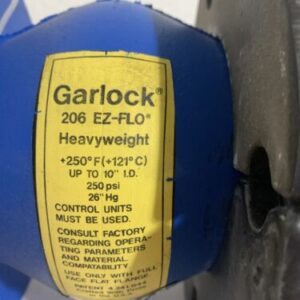 Garlock®
206 EZ-FLO®
Heavyweight
+250°F(+121°C)
UP TO 10" I.D.
250 psi
26" Hg
CONTROL UNITS
MUST BE USED.
CONSULT FACTORY
REGARDING OPERA-
TING PARAMETERS
AND MATERIAL
COMPATABILITY
USE ONLY WITH FULL
FACE FLAT FLANGE
PATENT